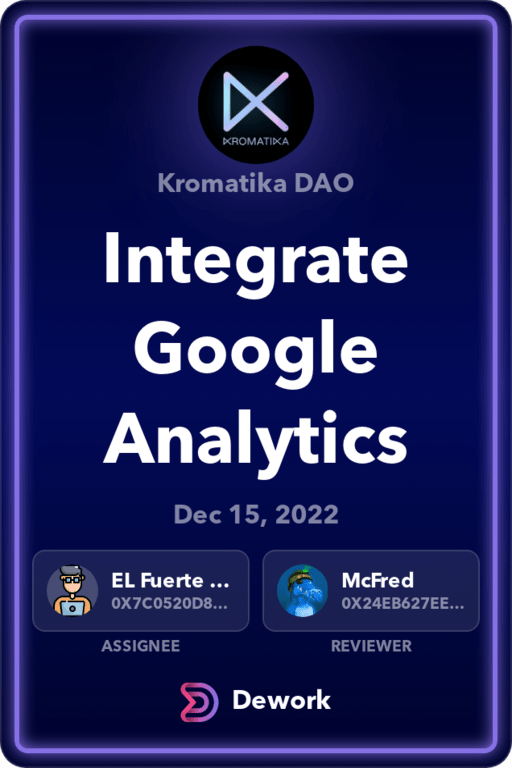 KROMATIKA
Kromatika DAO
Integrate
Google
Analytics
Dec 15, 2022
EL Fuerte ...
0X7C0520D8...
McFred
0X24EB627EE...
ASSIGNEE
REVIEWER
Dework